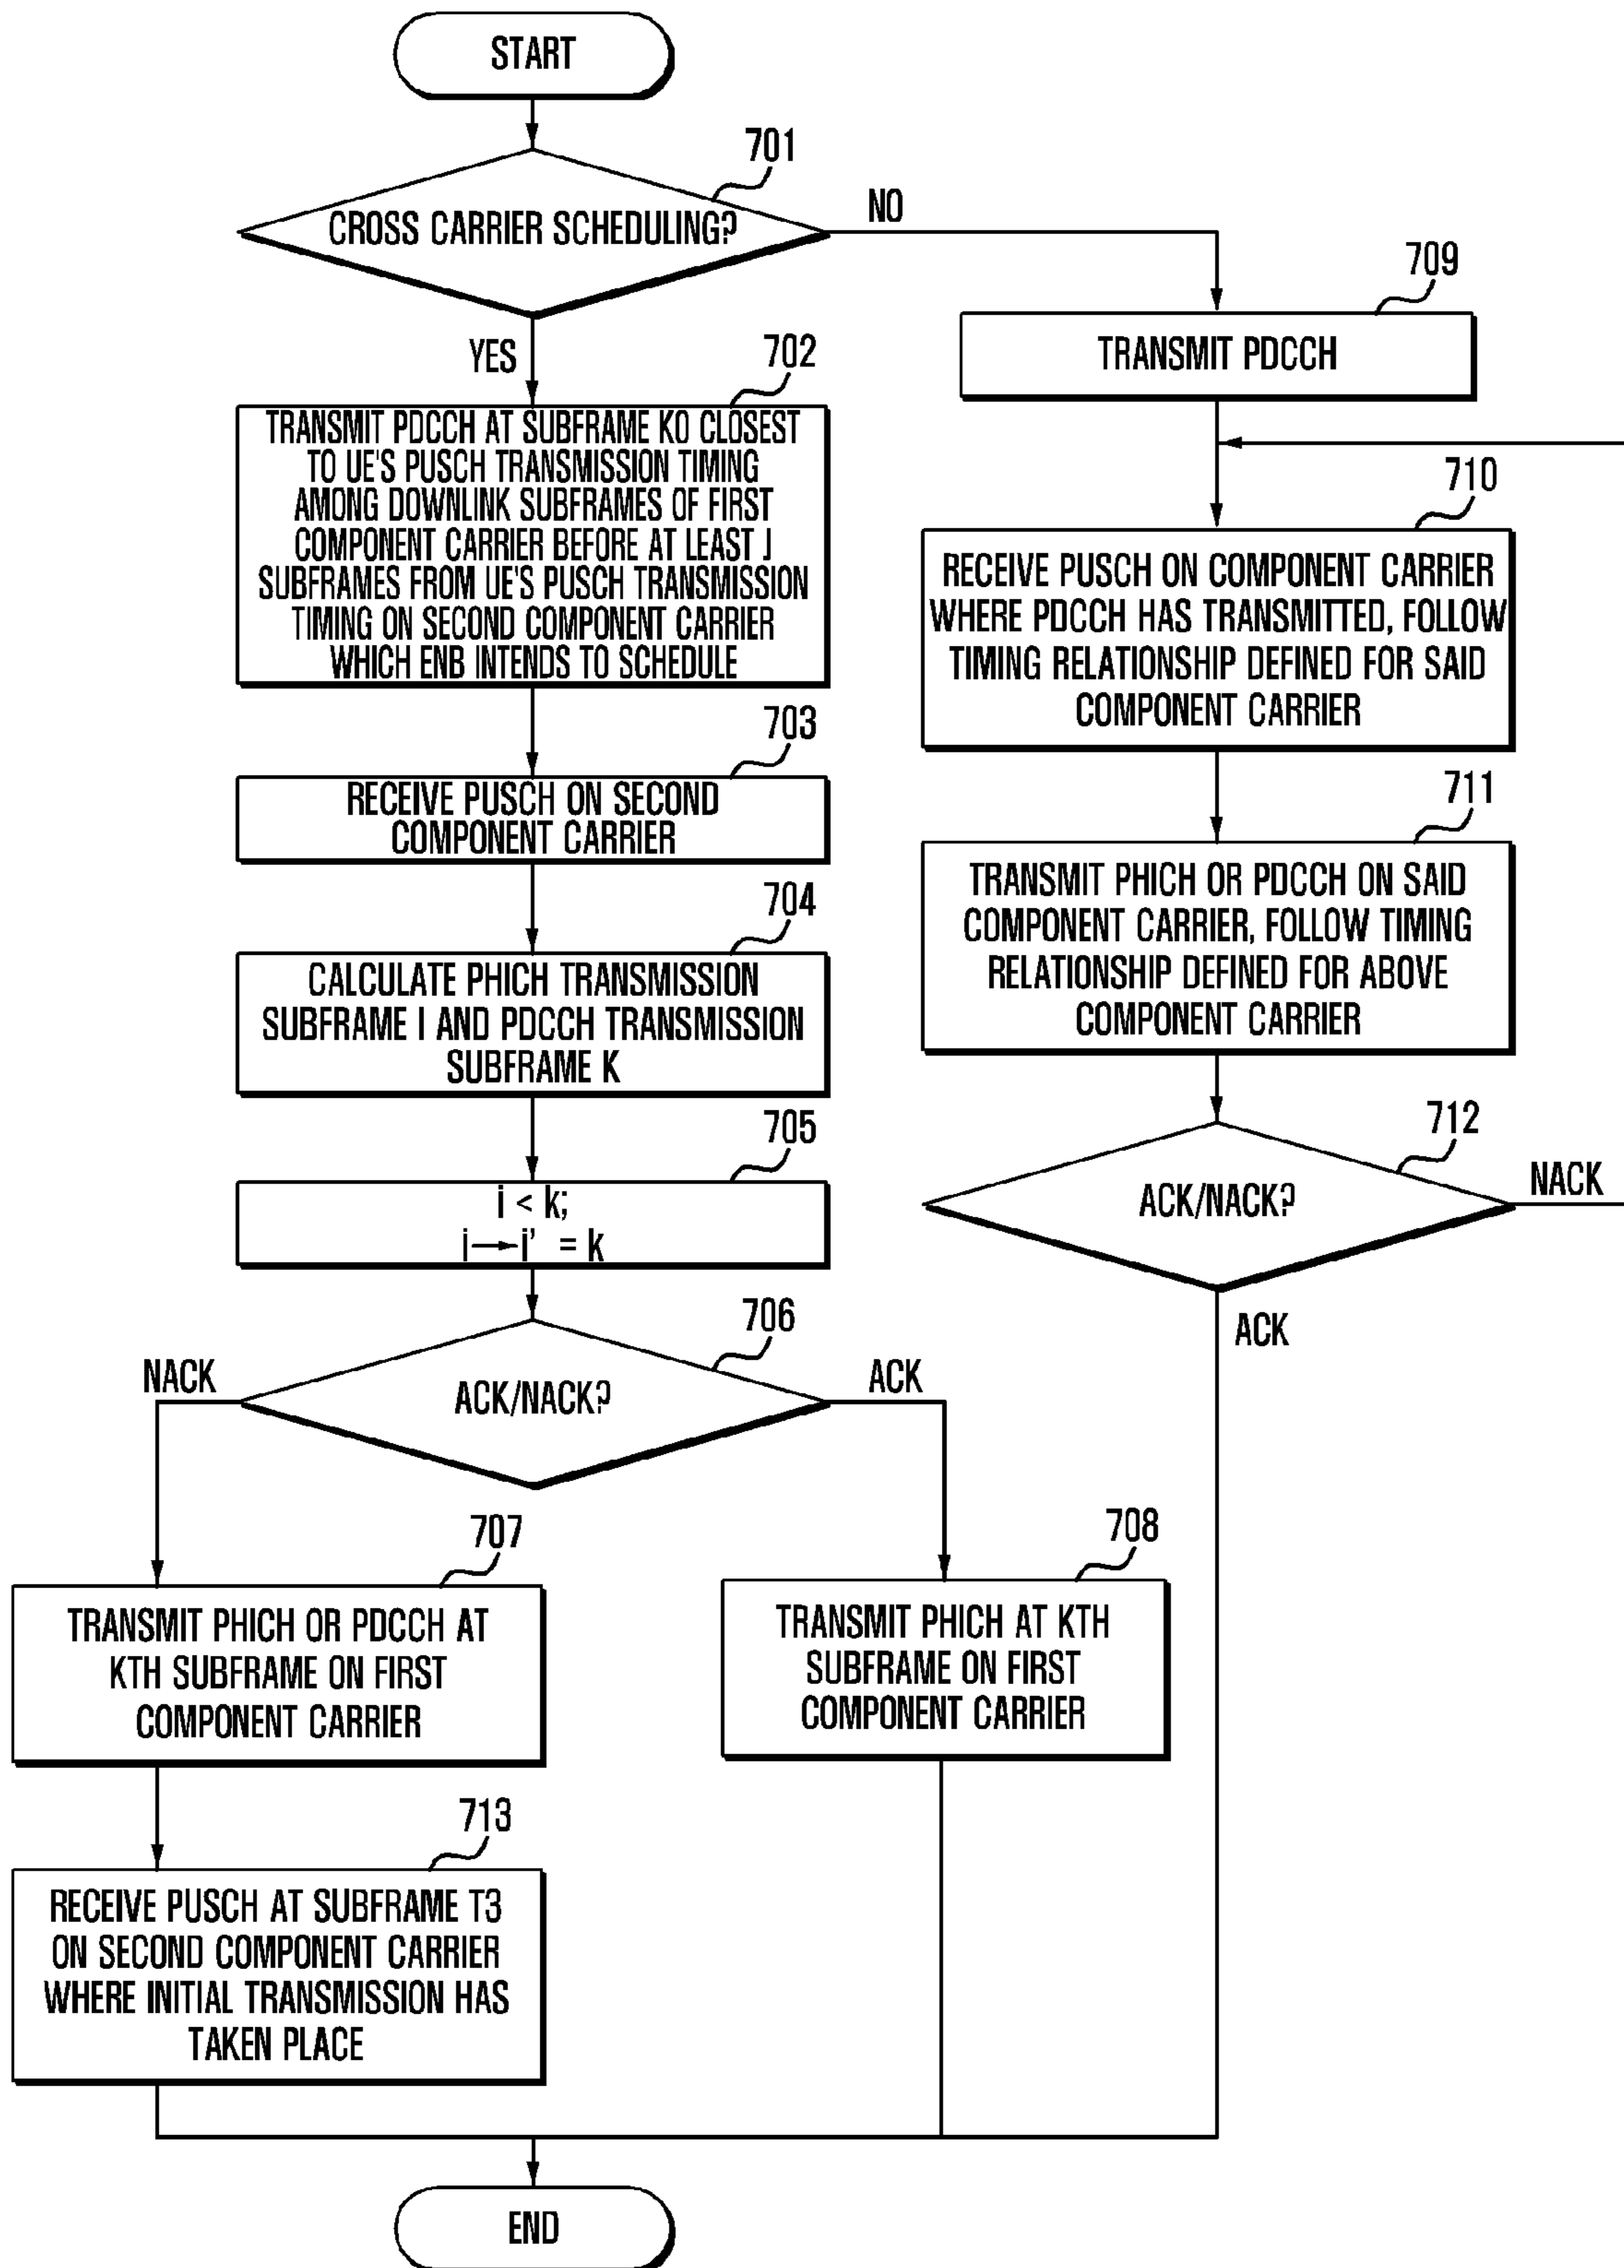 START
701
CROSS CARRIER SCHEDULING?
NO
YES
702
TRANSMIT PDCCH AT SUBFRAME K0 CLOSEST
TO UE'S PUSCH TRANSMISSION TIMING
AMONG DOWNLINK SUBFRAMES OF FIRST
COMPONENT CARRIER BEFORE AT LEAST J
SUBFRAMES FROM UE'S PUSCH TRANSMISSION
TIMING ON SECOND COMPONENT CARRIER
WHICH ENB INTENDS TO SCHEDULE
703
RECEIVE PUSCH ON SECOND
COMPONENT CARRIER
704
CALCULATE PHICH TRANSMISSION
SUBFRAME I AND PDCCH TRANSMISSION
SUBFRAME K
705
i < k;
i → i' = k
706
ACK/NACK?
NACK
ACK
707
TRANSMIT PHICH OR PDCCH AT
KTH SUBFRAME ON FIRST
COMPONENT CARRIER
708
TRANSMIT PHICH AT KTH
SUBFRAME ON FIRST
COMPONENT CARRIER
713
RECEIVE PUSCH AT SUBFRAME T3
ON SECOND COMPONENT CARRIER
WHERE INITIAL TRANSMISSION HAS
TAKEN PLACE
709
TRANSMIT PDCCH
710
RECEIVE PUSCH ON COMPONENT CARRIER
WHERE PDCCH HAS TRANSMITTED, FOLLOW
TIMING RELATIONSHIP DEFINED FOR SAID
COMPONENT CARRIER
711
TRANSMIT PHICH OR PDCCH ON SAID
COMPONENT CARRIER, FOLLOW TIMING
RELATIONSHIP DEFINED FOR ABOVE
COMPONENT CARRIER
712
ACK/NACK?
NACK
ACK
END